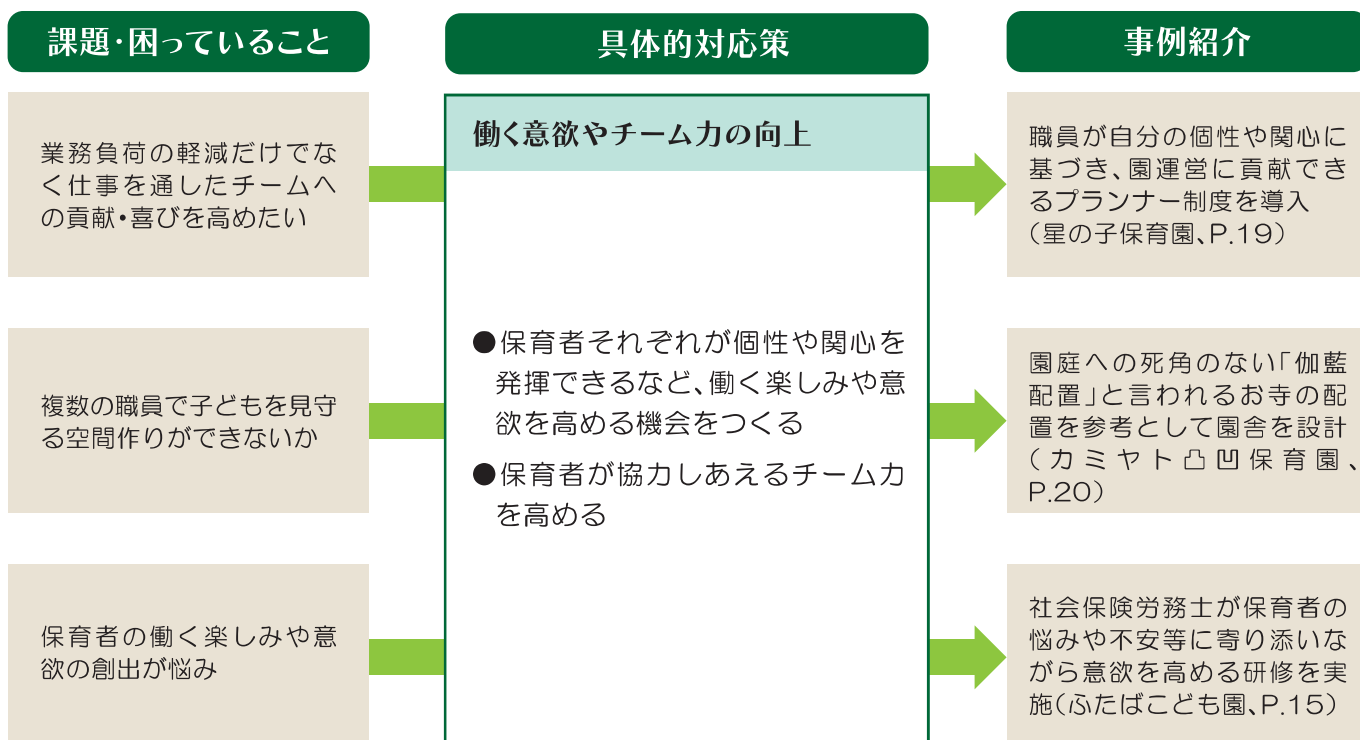 課題・困っていること
具体的対応策
事例紹介
業務負荷の軽減だけでな
く仕事を通したチームへ
の貢献・喜びを高めたい
複数の職員で子どもを見守
る空間作りができないか
保育者の働く楽しみや意
欲の創出が悩み
働く意欲やチーム力の向上
●保育者それぞれが個性や関心を
発揮できるなど、働く楽しみや意
欲を高める機会をつくる
●保育者が協力しあえるチーム力
を高める
職員が自分の個性や関心に
基づき、園運営に貢献でき
るプランナー制度を導入
（星の子保育園、P.19）
園庭への死角のない「伽藍
配置」と言われるお寺の配
置を参考として園舎を設計
（カミヤト凸凹保育園、
P.20）
社会保険労務士が保育者の
悩みや不安等に寄り添いな
がら意欲を高める研修を実
施（ふたばこども園、P.15）